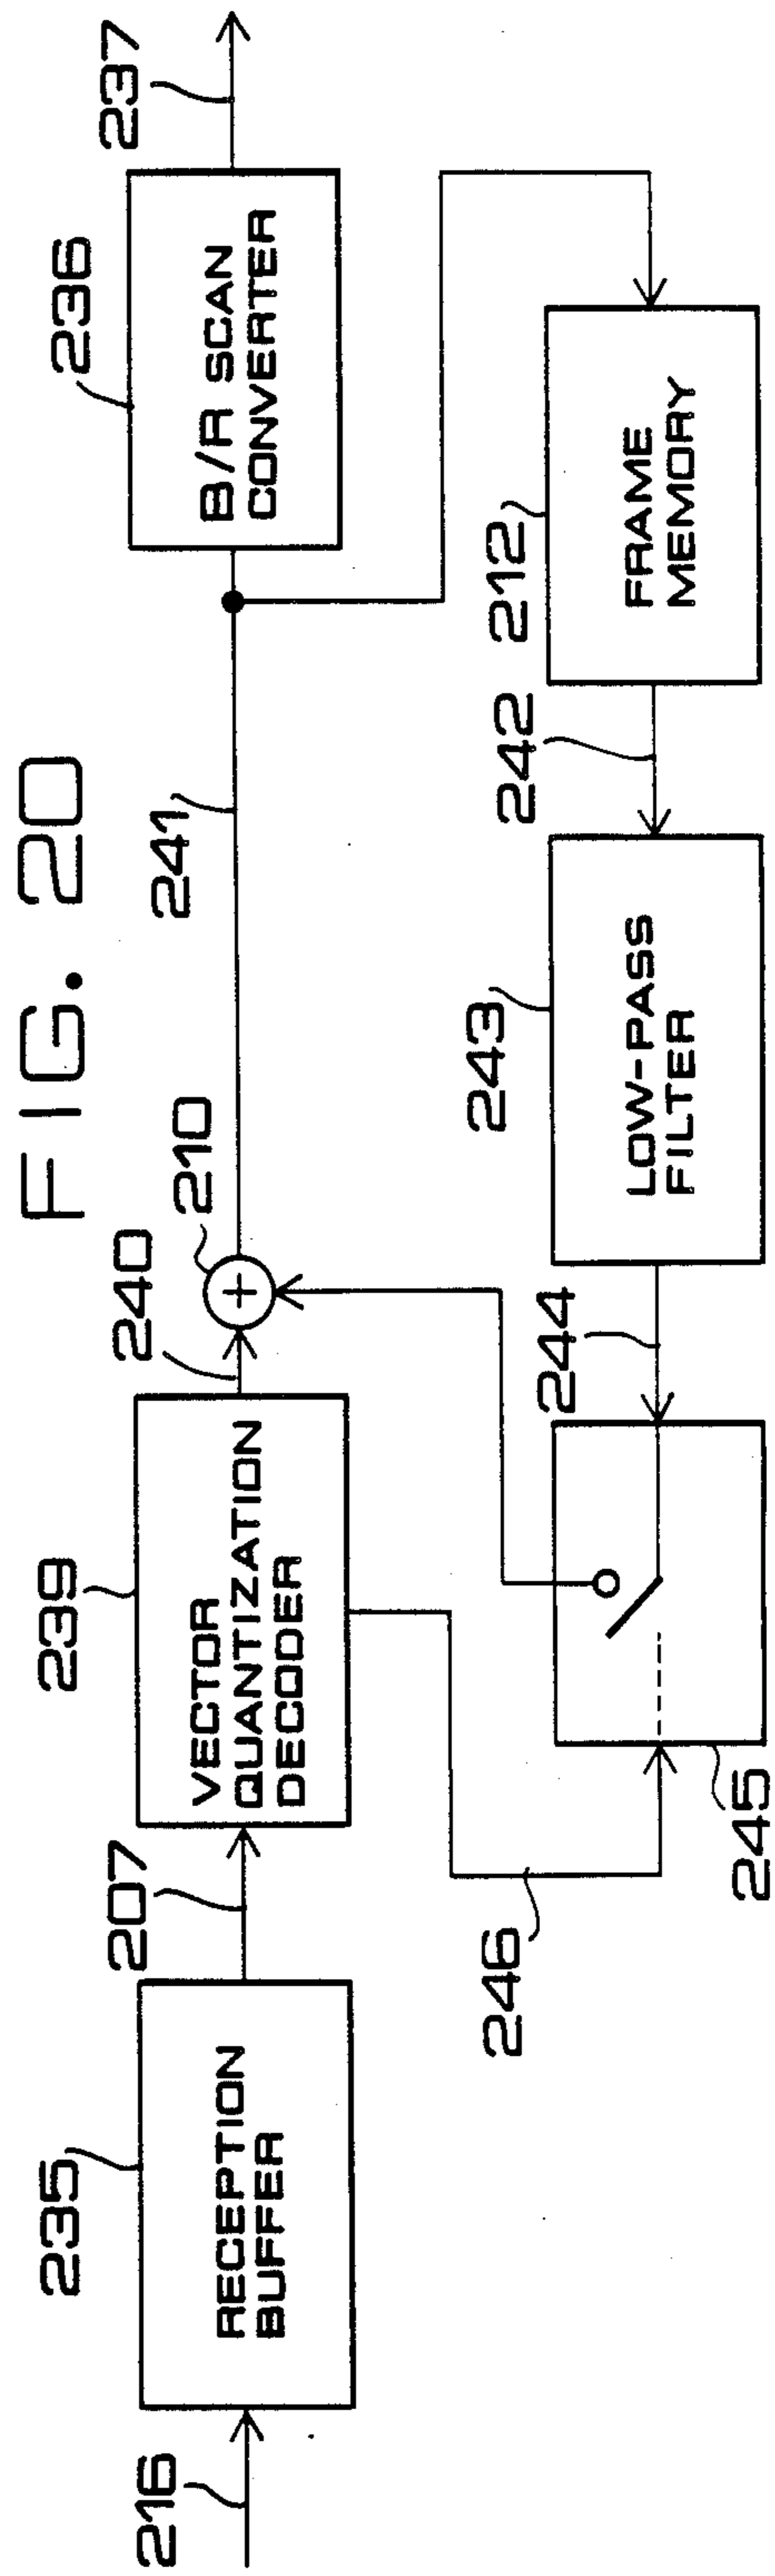 FIG. 20
216
235
RECEPTION
BUFFER
207
239
VECTOR
QUANTIZATION
DECODER
240
210
241
236
B/R SCAN
CONVERTER
237
246
245
244
243
LOW-PASS
FILTER
242
212
FRAME
MEMORY